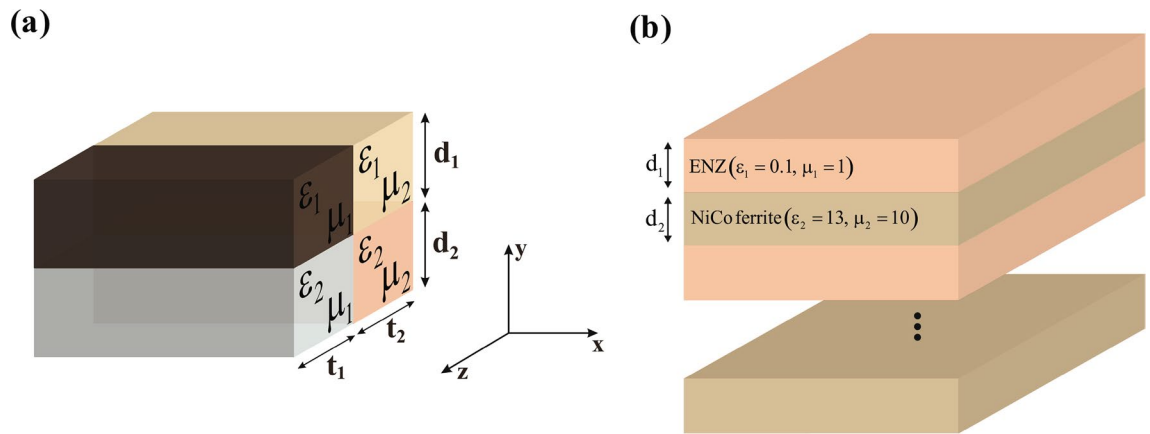 (a)
ε₁
μ₁
ε₁
μ₂
d₁
ε₂
μ₁
ε₂
μ₂
d₂
t₁
t₂
y
x
z
(b)
d₁
ENZ(ε₁ = 0.1, μ₁ = 1)
d₂
NiCo ferrite(ε₂ = 13, μ₂ = 10)